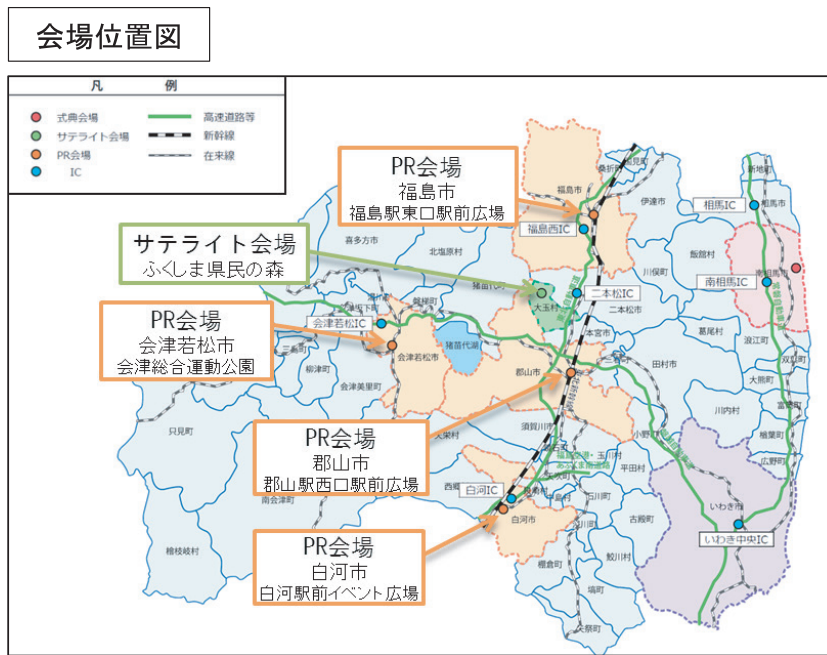 会場位置図
凡 例
式典会場
高速道路等
サテライト会場
新幹線
PR会場
在来線
IC
PR会場
福島市
福島駅東口駅前広場
サテライト会場
ふくしま県民の森
PR会場
会津若松市
会津総合運動公園
PR会場
郡山市
郡山駅西口駅前広場
PR会場
白河市
白河駅前イベント広場
桑折町
新地町
福島市
伊達市
相馬IC
相馬市
福島西IC
喜多方市
北塩原村
川俣町
飯舘村
南相馬市
南相馬IC
猪苗代町
磐梯町
大玉村
二本松IC
二本松市
本宮市
葛尾村
浪江町
双葉町
会津若松IC
会津若松市
猪苗代湖
柳津町
会津美里町
郡山市
田村市
大熊町
川内村
富岡町
只見町
須賀川市
小野町
楢葉町
広野町
玉川村
平田村
白河IC
石川町
いわき市
南会津町
白河市
古殿町
いわき中央IC
檜枝岐村
鮫川村
棚倉町
塙町
矢祭町